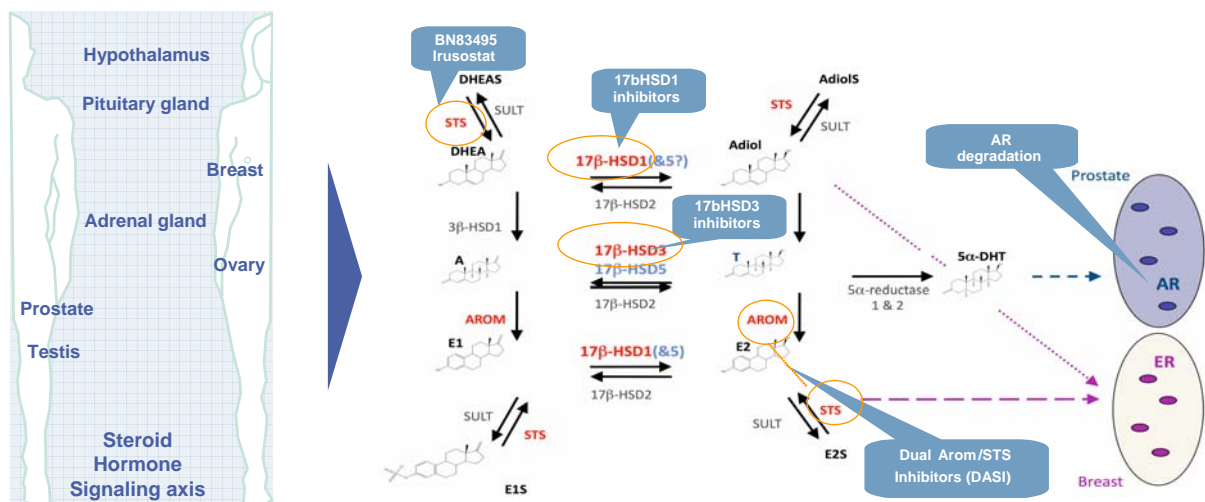 Hypothalamus
Pituitary gland
Breast
Adrenal gland
Ovary
Prostate
Testis
Steroid
Hormone
Signaling axis
BN83495
Irusostat
DHEAS
SULT
STS
DHEA
17bHSD1
inhibitors
17β-HSD1(&5?)
17β-HSD2
AdiolS
STS
SULT
Adiol
3β-HSD1
17bHSD3
inhibitors
17β-HSD3
17β-HSD5
17β-HSD2
A
T
5α-reductase
1 & 2
5α-DHT
AR
degradation
Prostate
AR
AROM
AROM
E1
17β-HSD1(&5)
17β-HSD2
E2
ER
SULT
STS
SULT
STS
E1S
E2S
Dual Arom/STS
Inhibitors (DASI)
Breast